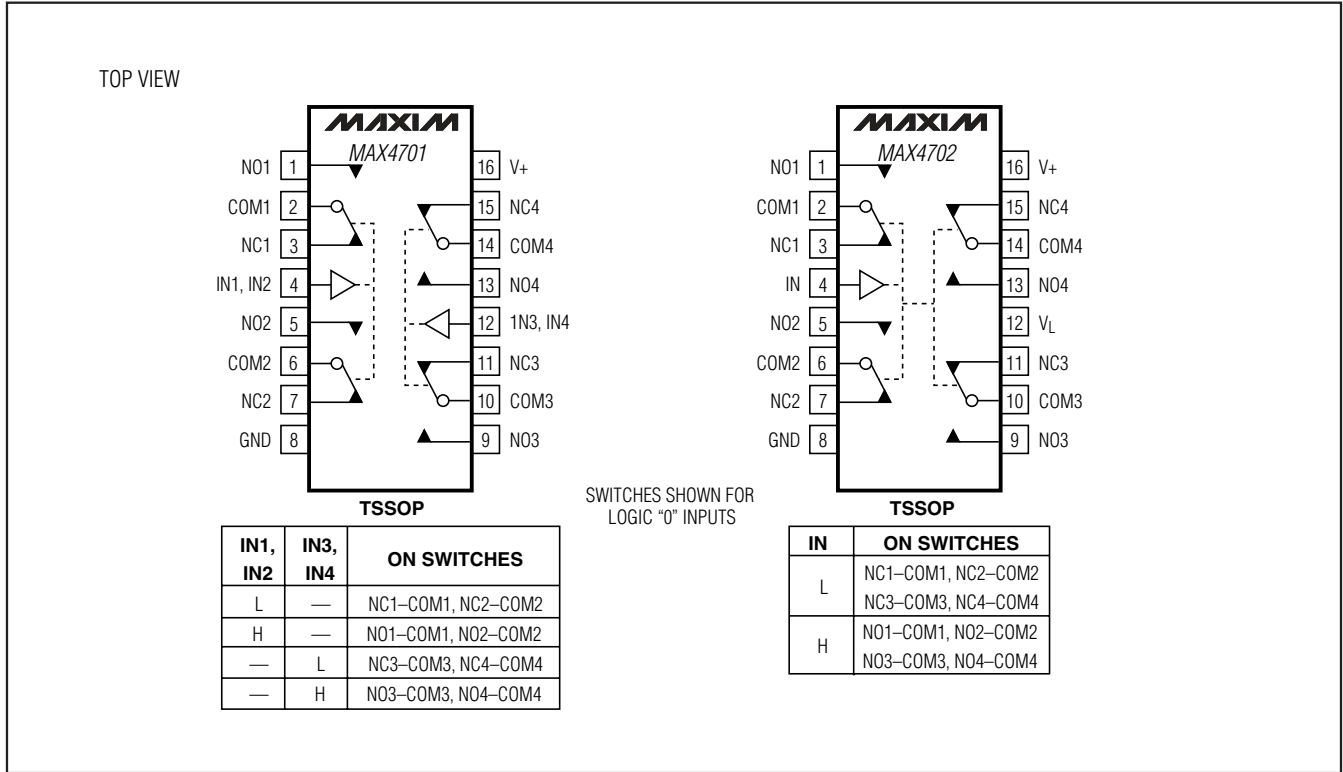 TOP VIEW
MAXIM
MAX4701
NO1 1
COM1 2
NC1 3
IN1, IN2 4
NO2 5
COM2 6
NC2 7
GND 8
16 V+
15 NC4
14 COM4
13 NO4
12 1N3, IN4
11 NC3
10 COM3
9 NO3
TSSOP
IN1, IN2 IN3, IN4 ON SWITCHES
L — NC1–COM1, NC2–COM2
H — NO1–COM1, NO2–COM2
— L NC3–COM3, NC4–COM4
— H NO3–COM3, NO4–COM4
SWITCHES SHOWN FOR
LOGIC “0” INPUTS
MAXIM
MAX4702
NO1 1
COM1 2
NC1 3
IN 4
NO2 5
COM2 6
NC2 7
GND 8
16 V+
15 NC4
14 COM4
13 NO4
12 VL
11 NC3
10 COM3
9 NO3
TSSOP
IN ON SWITCHES
L NC1–COM1, NC2–COM2
NC3–COM3, NC4–COM4
H NO1–COM1, NO2–COM2
NO3–COM3, NO4–COM4